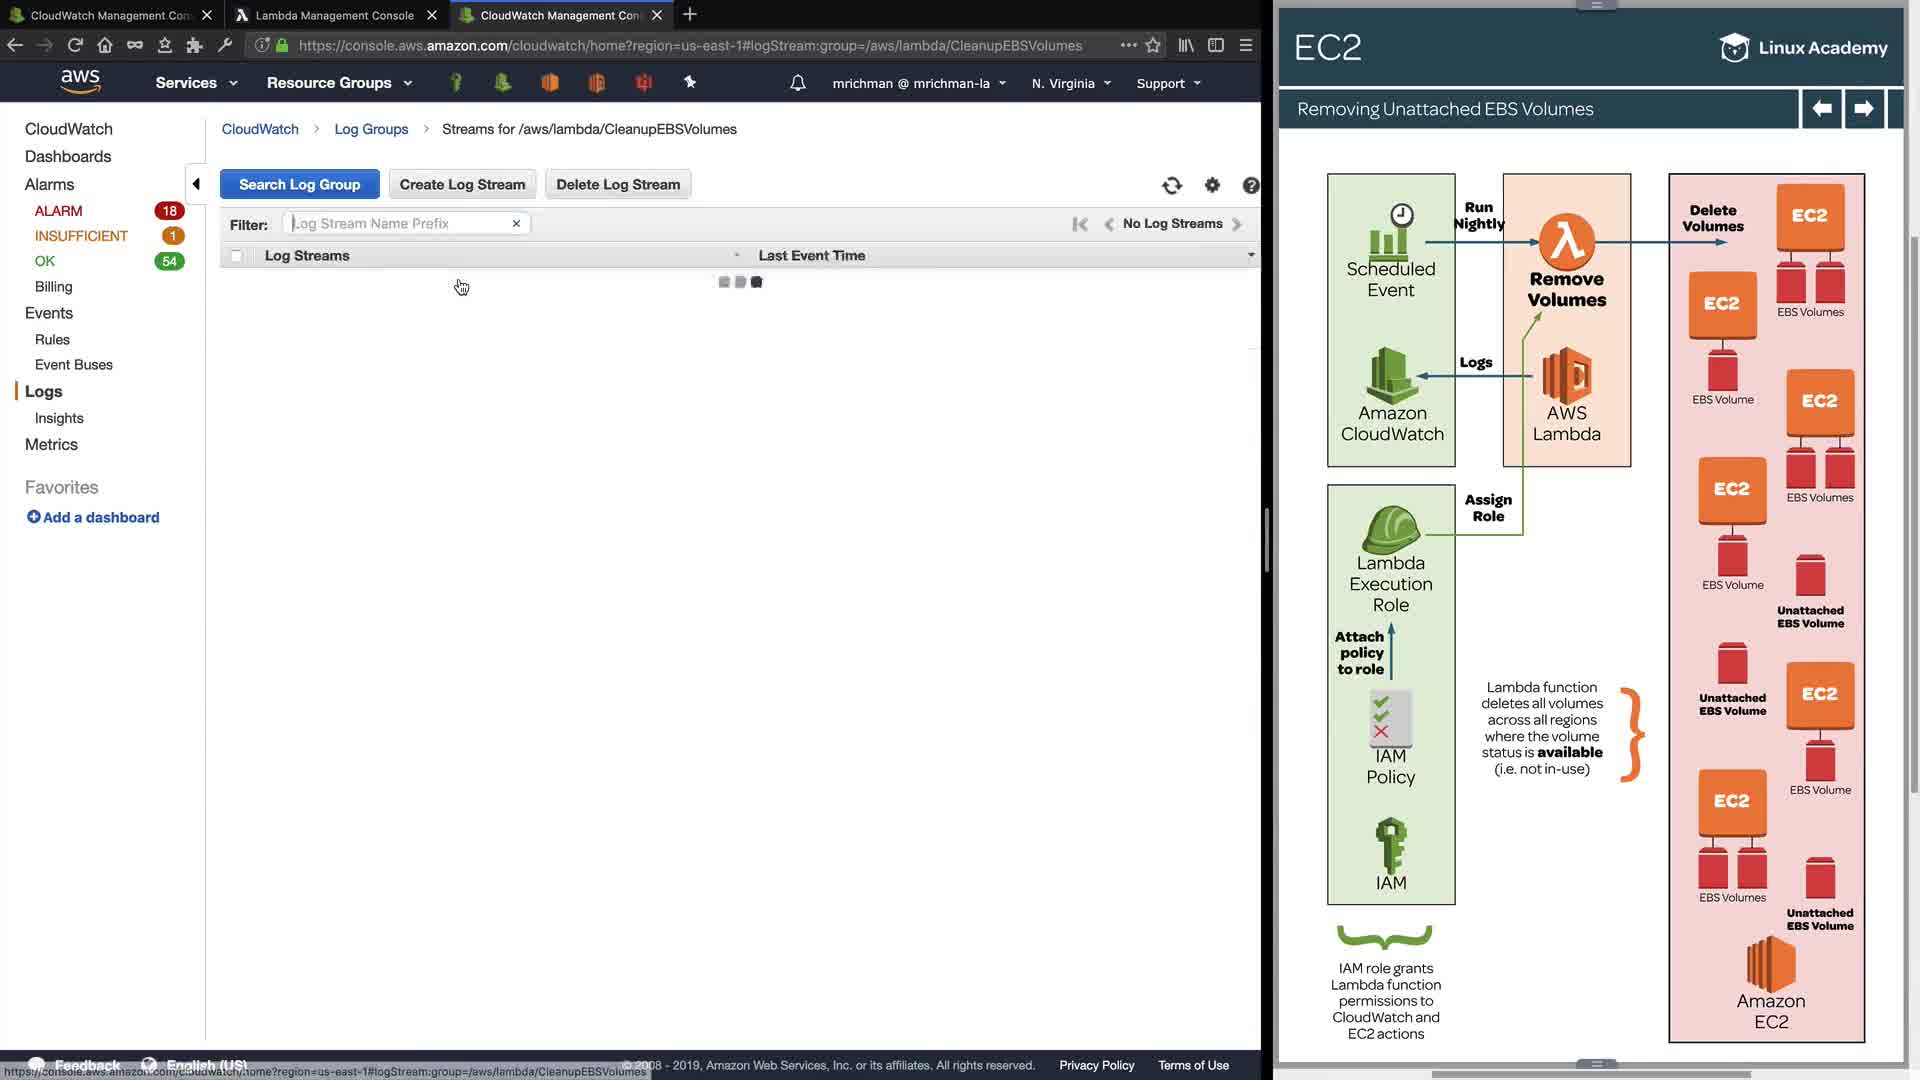 CloudWatch Management Con
Lambda Management Console
CloudWatch Management Con
https://console.aws.amazon.com/cloudwatch/home?region=us-east-1#logStream:group=/aws/lambda/CleanupEBSVolumes
aws
Services
Resource Groups
mrichman @ mrichman-la
N. Virginia
Support
CloudWatch
Dashboards
Alarms
ALARM 18
INSUFFICIENT 1
OK 54
Billing
Events
Rules
Event Buses
Logs
Insights
Metrics
Favorites
Add a dashboard
CloudWatch
Log Groups
Streams for /aws/lambda/CleanupEBSVolumes
Search Log Group
Create Log Stream
Delete Log Stream
Filter:
Log Stream Name Prefix
No Log Streams
Log Streams
Last Event Time
Feedback
English (US)
© 2008 - 2019, Amazon Web Services, Inc. or its affiliates. All rights reserved.
Privacy Policy
Terms of Use
https://console.aws.amazon.com/cloudwatch/home?region=us-east-1#logStream:group=/aws/lambda/CleanupEBSVolumes
EC2
Linux Academy
Removing Unattached EBS Volumes
Scheduled
Event
Run
Nightly
Remove
Volumes
Delete
Volumes
Amazon
CloudWatch
Logs
AWS
Lambda
Assign
Role
Lambda
Execution
Role
Attach
policy
to role
IAM
Policy
IAM
IAM role grants
Lambda function
permissions to
CloudWatch and
EC2 actions
Lambda function
deletes all volumes
across all regions
where the volume
status is available
(i.e. not in-use)
EC2
EBS Volumes
EC2
EBS Volume
EC2
EBS Volumes
EC2
EBS Volume
Unattached
EBS Volume
Unattached
EBS Volume
EC2
EBS Volume
EC2
EBS Volumes
Unattached
EBS Volume
Amazon
EC2